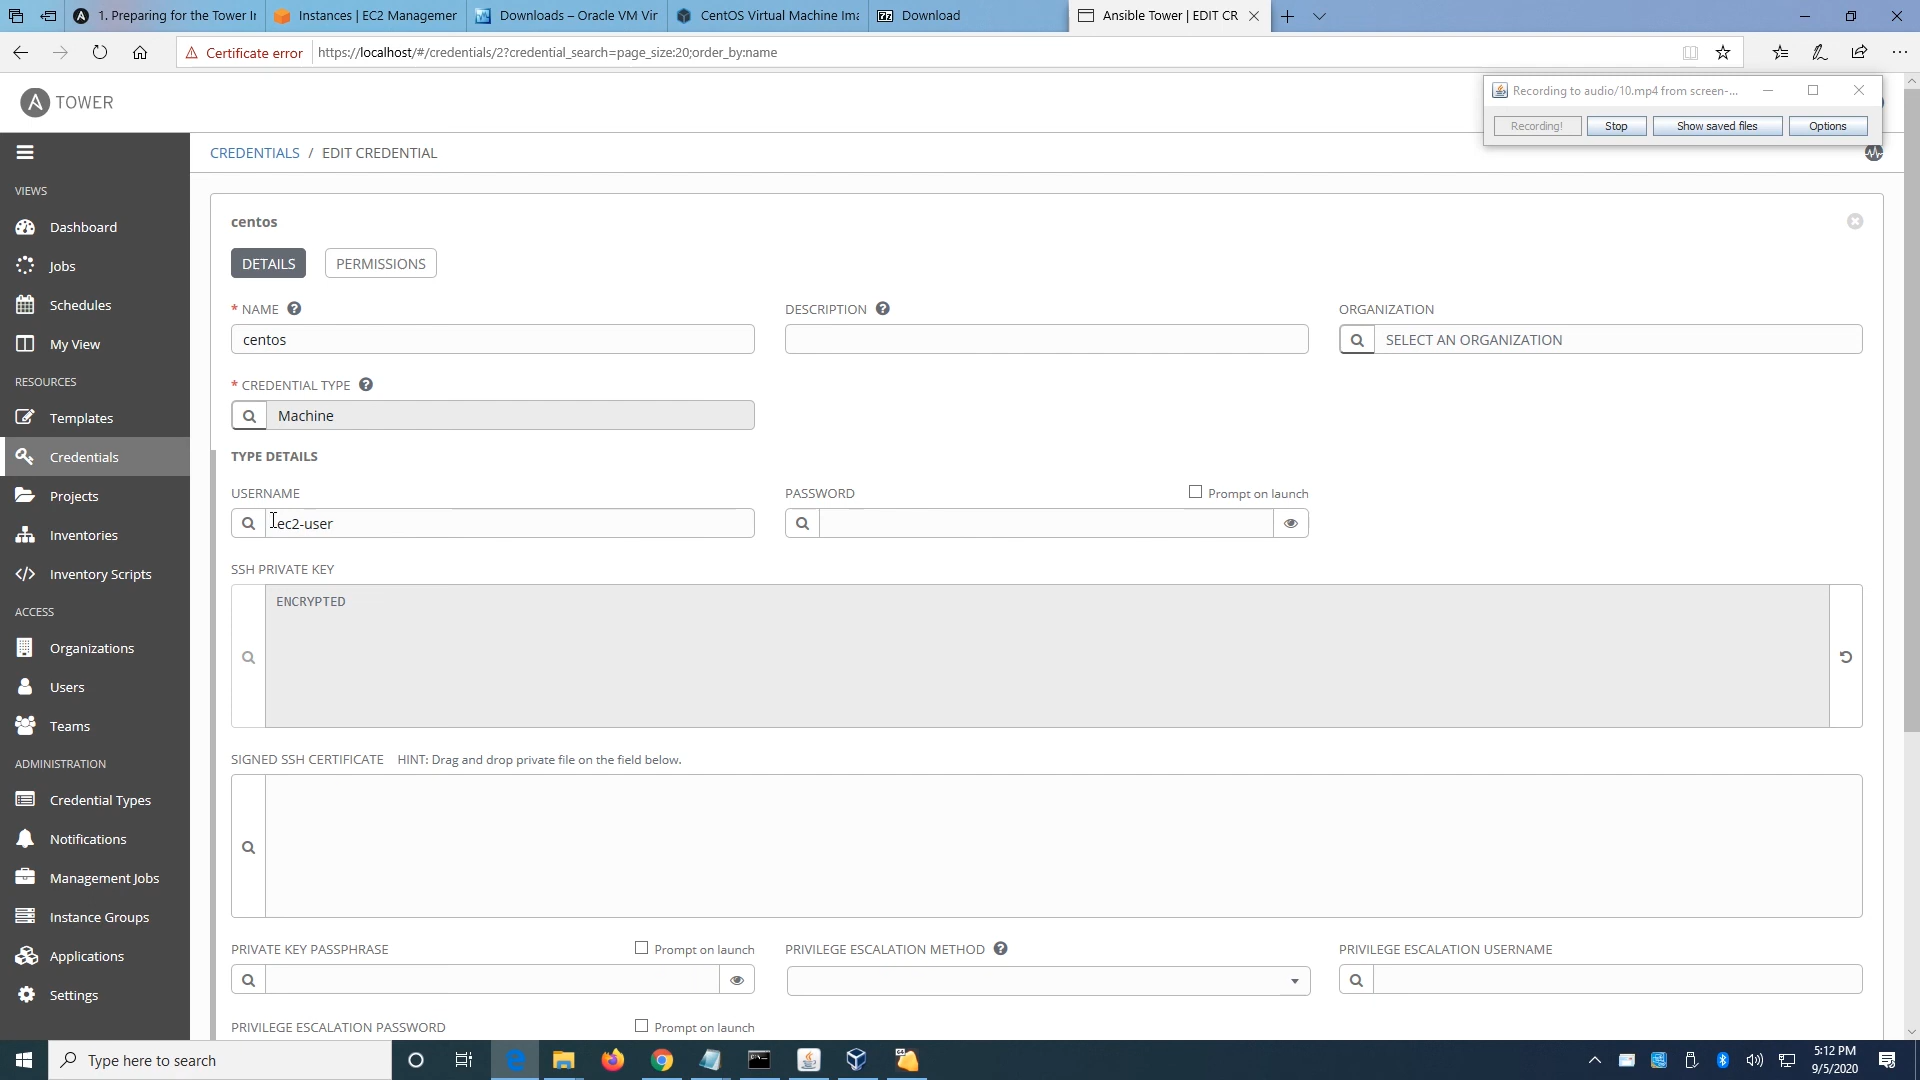 1. Preparing for the Tower Ir
Instances | EC2 Managemer
Downloads – Oracle VM Vir
CentOS Virtual Machine Ima
7z Download
Ansible Tower | EDIT CR
Certificate error
https://localhost/#/credentials/2?credential_search=page_size:20;order_by:name
A TOWER
Recording to audio/10.mp4 from screen-...
Recording!
Stop
Show saved files
Options
CREDENTIALS / EDIT CREDENTIAL
VIEWS
Dashboard
Jobs
Schedules
My View
RESOURCES
Templates
Credentials
Projects
Inventories
Inventory Scripts
ACCESS
Organizations
Users
Teams
ADMINISTRATION
Credential Types
Notifications
Management Jobs
Instance Groups
Applications
Settings
centos
DETAILS
PERMISSIONS
* NAME
centos
DESCRIPTION
ORGANIZATION
SELECT AN ORGANIZATION
* CREDENTIAL TYPE
Machine
TYPE DETAILS
USERNAME
ec2-user
PASSWORD
Prompt on launch
SSH PRIVATE KEY
ENCRYPTED
SIGNED SSH CERTIFICATE HINT: Drag and drop private file on the field below.
PRIVATE KEY PASSPHRASE
Prompt on launch
PRIVILEGE ESCALATION METHOD
PRIVILEGE ESCALATION USERNAME
PRIVILEGE ESCALATION PASSWORD
Prompt on launch
Type here to search
64
5:12 PM
9/5/2020